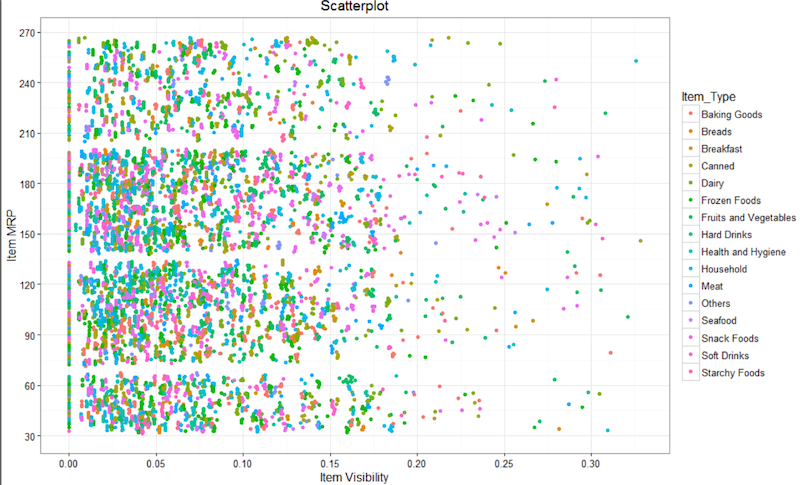 Scatterplot
270
240
210
180
150
120
90
60
30
Item MRP
0.00 0.05 0.10 0.15 0.20 0.25 0.30
Item Visibility
Item_Type
Baking Goods
Breads
Breakfast
Canned
Dairy
Frozen Foods
Fruits and Vegetables
Hard Drinks
Health and Hygiene
Household
Meat
Others
Seafood
Snack Foods
Soft Drinks
Starchy Foods